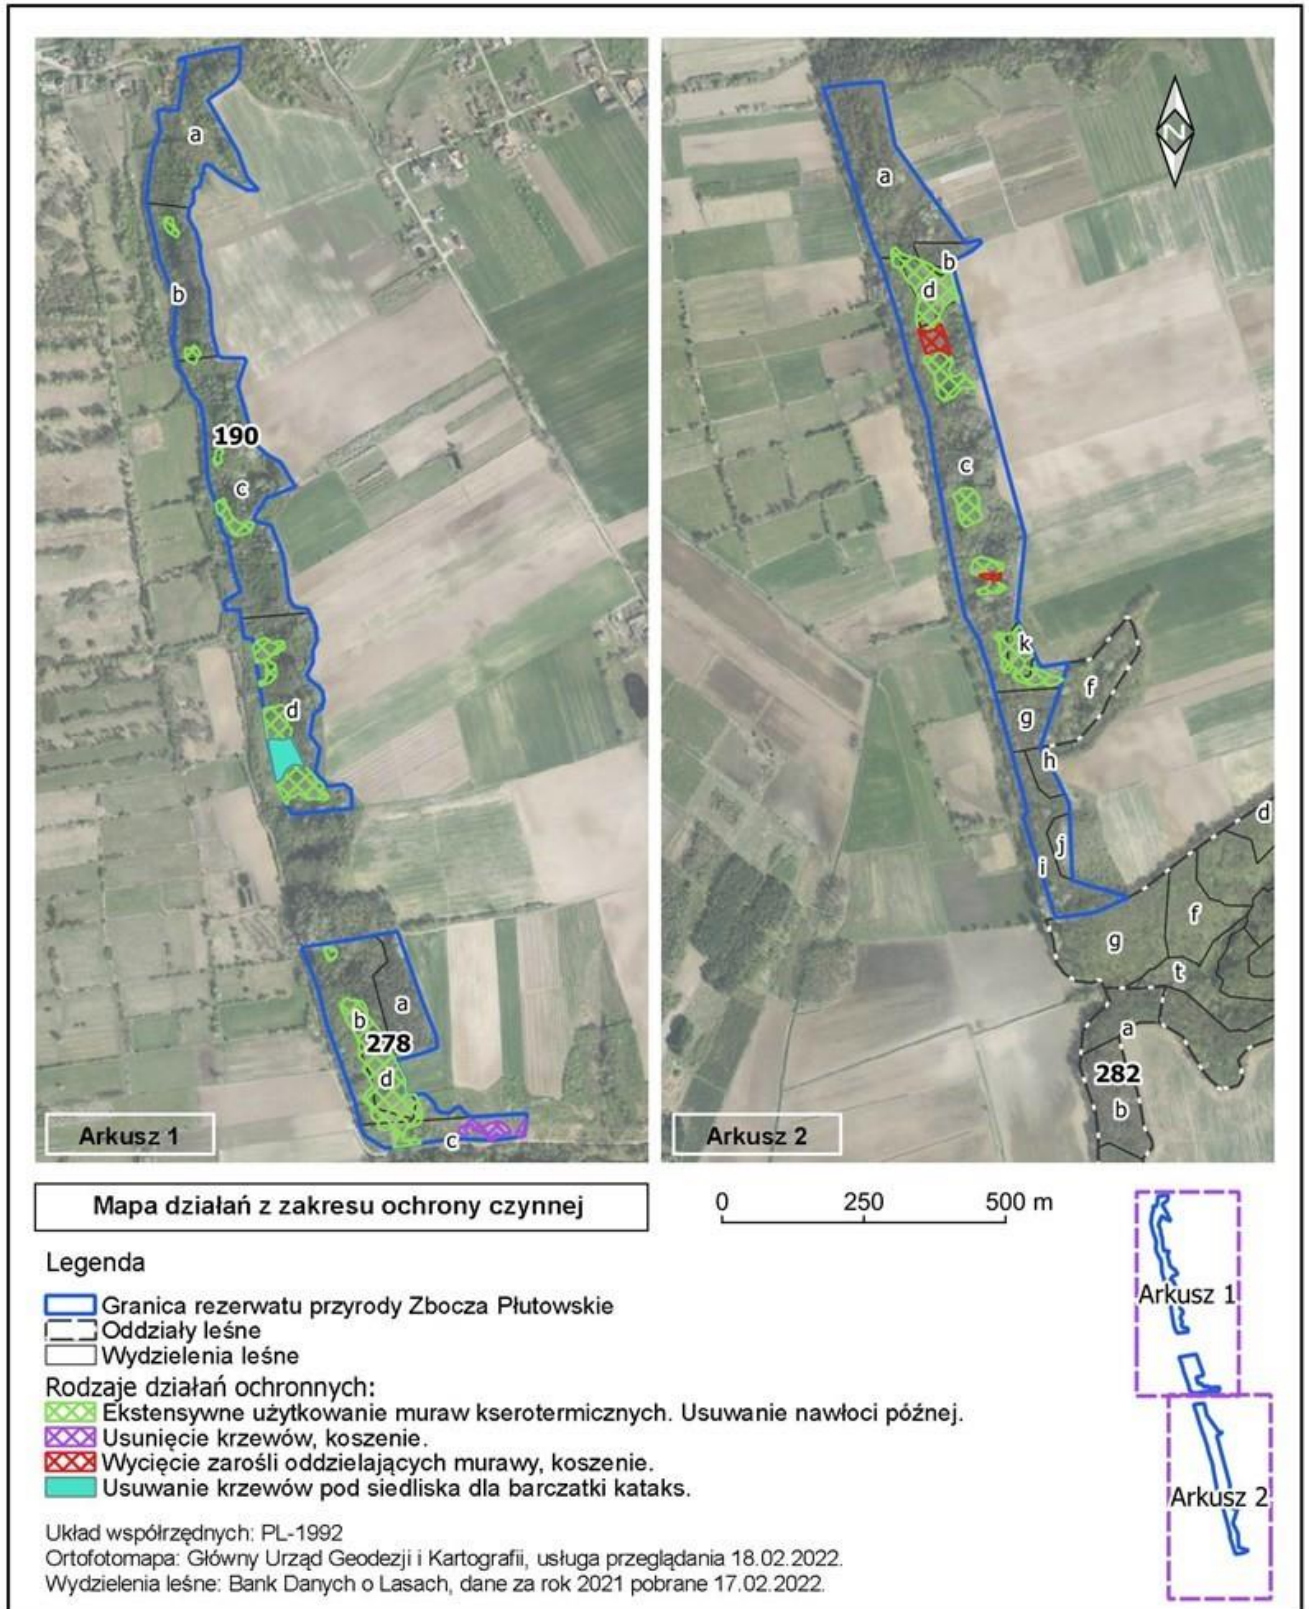 a
b
190
c
d
a
b
278
d
c
Arkusz 1
N
a
b
d
c
k
f
g
h
j
i
d
f
g
t
a
282
b
Arkusz 2
Mapa działań z zakresu ochrony czynnej
0 250 500 m
Legenda
Granica rezerwatu przyrody Zbocza Płutowskie
Oddziały leśne
Wydzielenia leśne
Rodzaje działań ochronnych:
Ekstensywne użytkowanie muraw kserotermicznych. Usuwanie nawłoci późnej.
Usunięcie krzewów, koszenie.
Wycięcie zarośli oddzielających murawy, koszenie.
Usuwanie krzewów pod siedliska dla barczatki kataks.
Układ współrzędnych: PL-1992
Ortofotomapa: Główny Urząd Geodezji i Kartografii, usługa przeglądania 18.02.2022.
Wydzielenia leśne: Bank Danych o Lasach, dane za rok 2021 pobrane 17.02.2022.
Arkusz 1
Arkusz 2